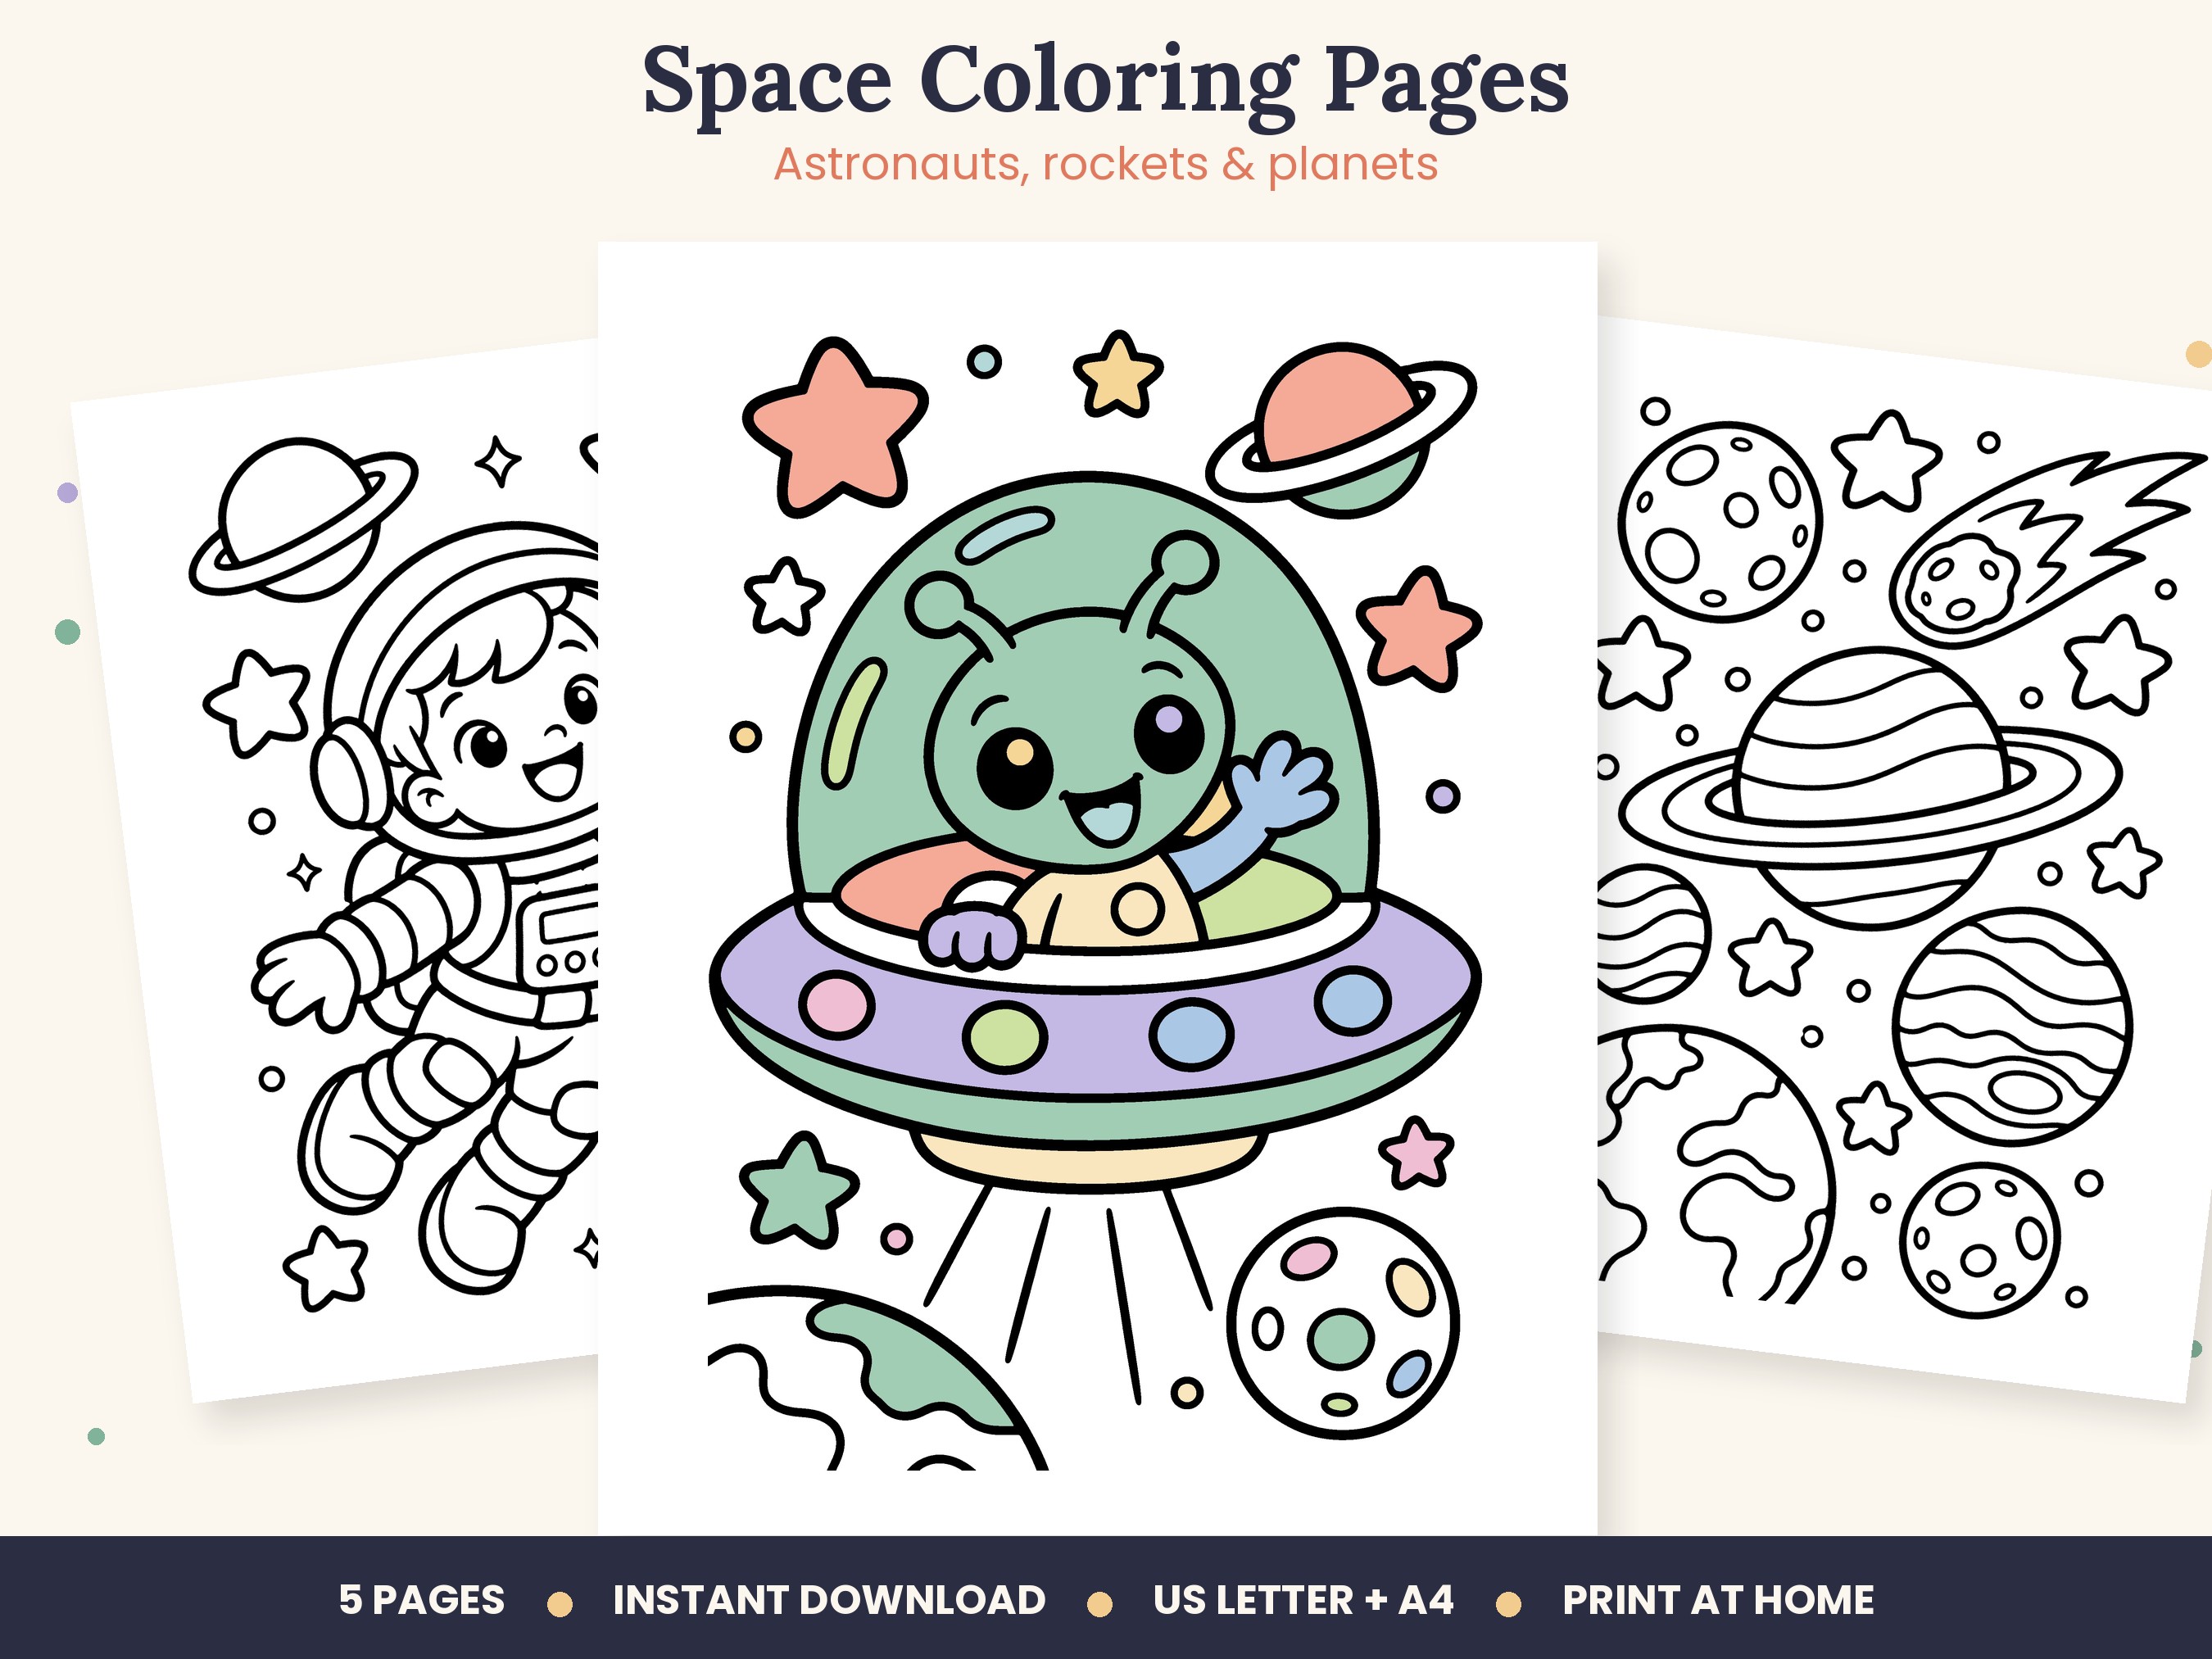 Space Coloring Pages
Astronauts, rockets & planets
5 PAGES ● INSTANT DOWNLOAD ● US LETTER + A4 ● PRINT AT HOME